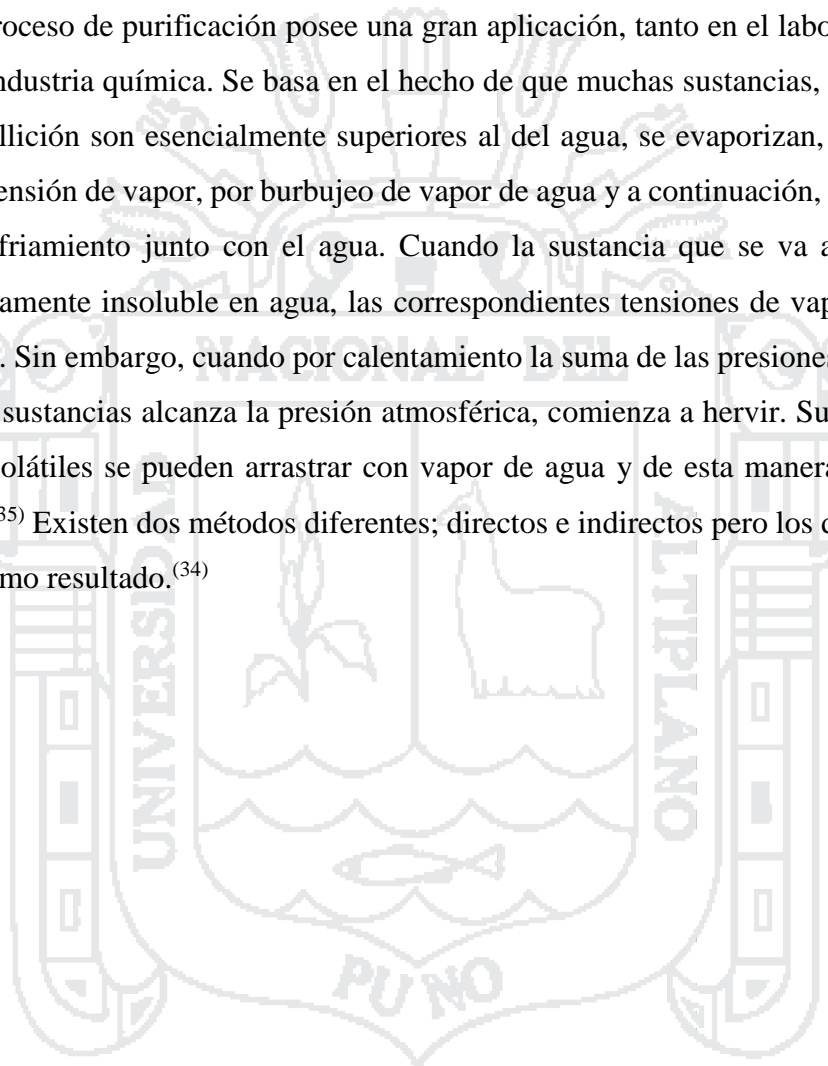 roceso de purificación posee una gran aplicación, tanto en el labo
ndustria química. Se basa en el hecho de que muchas sustancias,
llición son esencialmente superiores al del agua, se evaporizan,
ensión de vapor, por burbujeo de vapor de agua y a continuación,
friamiento junto con el agua. Cuando la sustancia que se va a
amente insoluble en agua, las correspondientes tensiones de vap
. Sin embargo, cuando por calentamiento la suma de las presiones
sustancias alcanza la presión atmosférica, comienza a hervir. Su
olátiles se pueden arrastrar con vapor de agua y de esta manera
35) Existen dos métodos diferentes; directos e indirectos pero los
mo resultado.(34)
NACIONAL DEL
UNIVERSIDAD
ALTIPLANO
PUNO